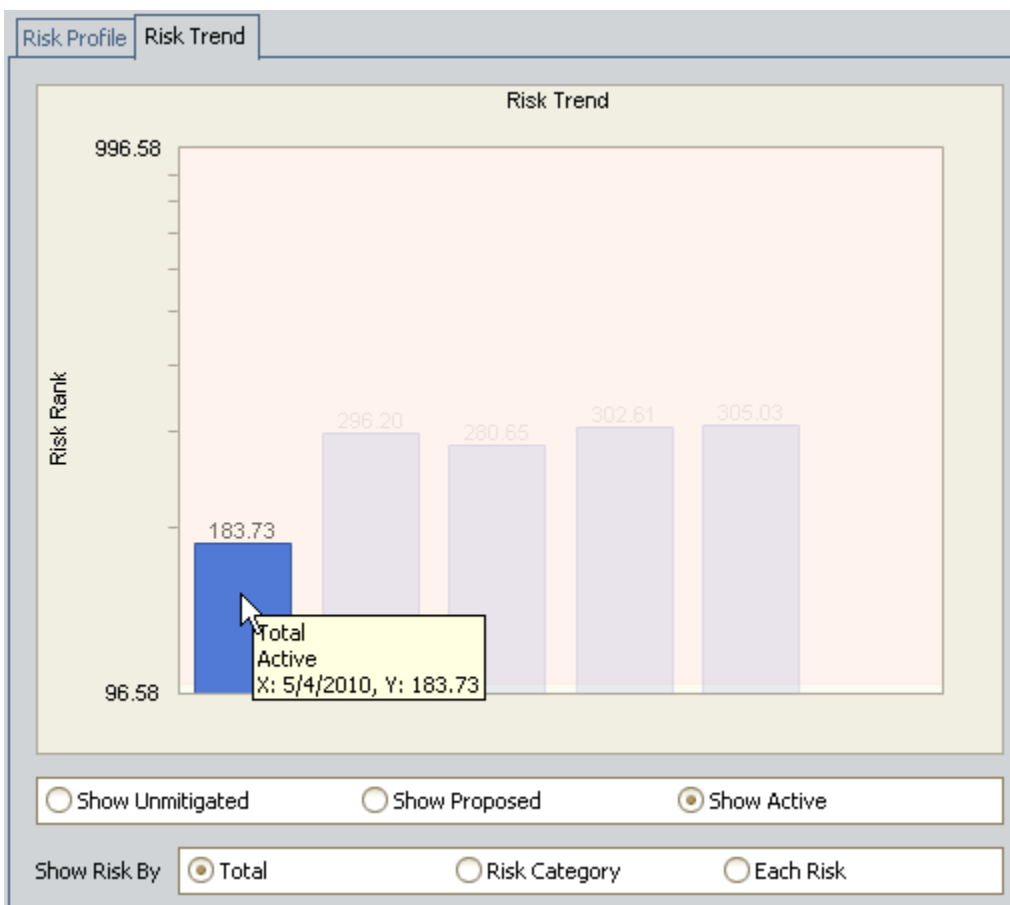 Risk Profile Risk Trend
Risk Trend
996.58
Risk Rank
296.20 280.65 302.61 305.03
183.73
Total
Active
X: 5/4/2010, Y: 183.73
96.58
Show Unmitigated Show Proposed Show Active
Show Risk By Total Risk Category Each Risk